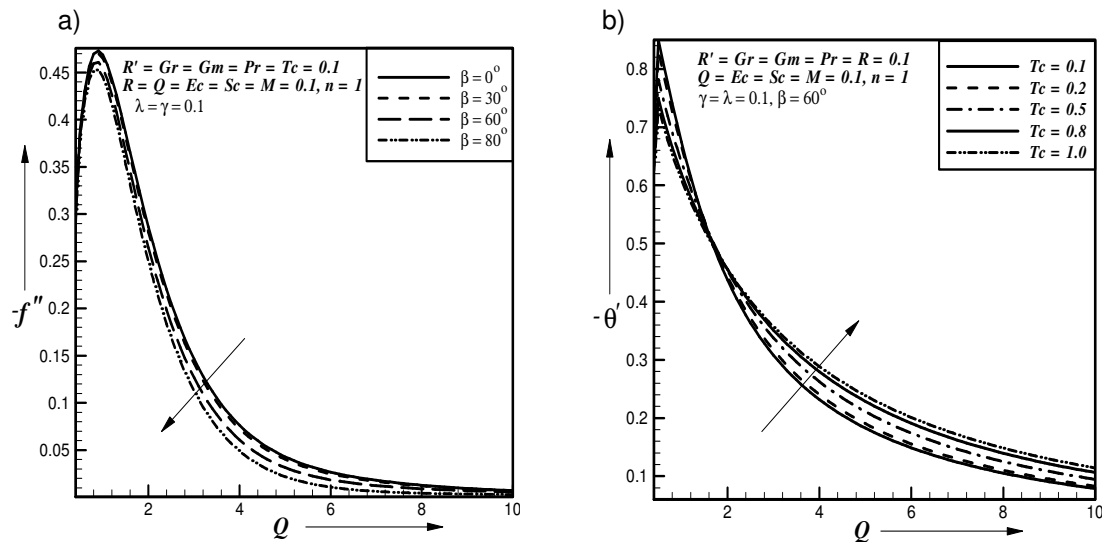 a)
R' = Gr = Gm = Pr = Tc = 0.1
R = Q = Ec = Sc = M = 0.1, n = 1
λ = γ = 0.1
β = 0°
β = 30°
β = 60°
β = 80°
0.45
0.4
0.35
0.3
0.25
0.2
0.15
0.1
0.05
-f''
2
4
6
8
10
Q
b)
R' = Gr = Gm = Pr = R = 0.1
Q = Ec = Sc = M = 0.1, n = 1
γ = λ = 0.1, β = 60°
Tc = 0.1
Tc = 0.2
Tc = 0.5
Tc = 0.8
Tc = 1.0
0.8
0.7
0.6
0.5
0.4
0.3
0.2
0.1
-θ'
2
4
6
8
10
Q